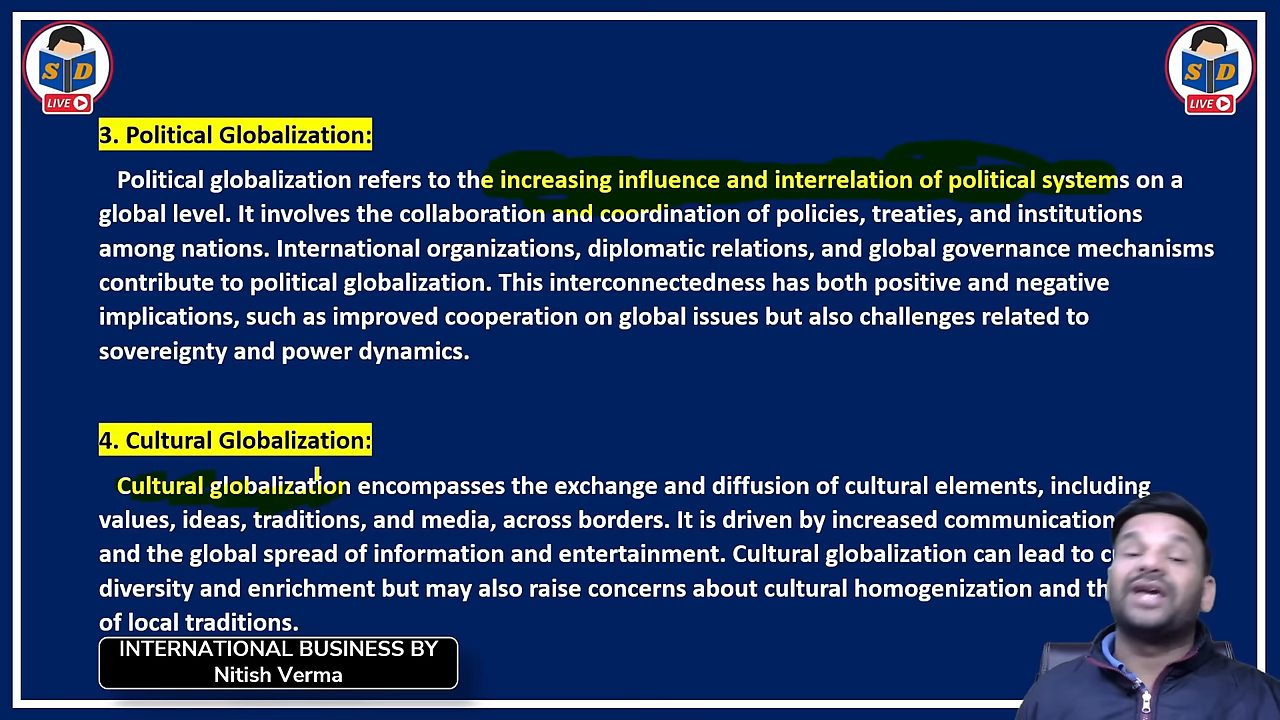 S D
LIVE
S D
LIVE
3. Political Globalization:
Political globalization refers to the increasing influence and interrelation of political systems on a
global level. It involves the collaboration and coordination of policies, treaties, and institutions
among nations. International organizations, diplomatic relations, and global governance mechanisms
contribute to political globalization. This interconnectedness has both positive and negative
implications, such as improved cooperation on global issues but also challenges related to
sovereignty and power dynamics.
4. Cultural Globalization:
Cultural globalization encompasses the exchange and diffusion of cultural elements, including
values, ideas, traditions, and media, across borders. It is driven by increased communication
and the global spread of information and entertainment. Cultural globalization can lead to
diversity and enrichment but may also raise concerns about cultural homogenization and
of local traditions.
INTERNATIONAL BUSINESS BY
Nitish Verma